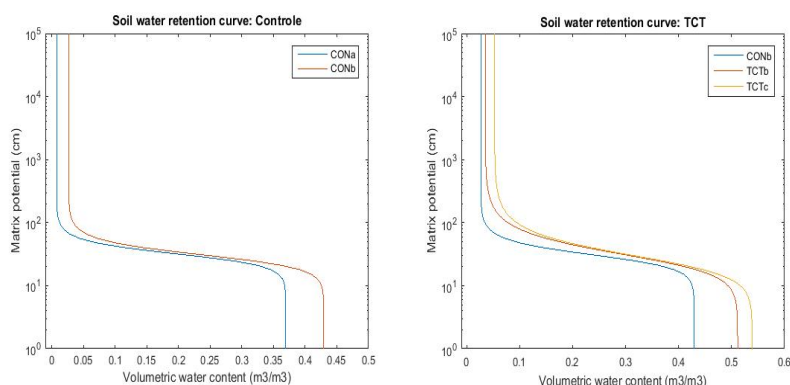 Soil water retention curve: Controle
10^5
10^4
10^3
10^2
10^1
10^0
Matrix potential (cm)
CONa
CONb
0
0.05
0.1
0.15
0.2
0.25
0.3
0.35
0.4
0.45
0.5
Volumetric water content (m3/m3)
Soil water retention curve: TCT
10^5
10^4
10^3
10^2
10^1
10^0
Matrix potential (cm)
CONb
TCTb
TCTc
0
0.1
0.2
0.3
0.4
0.5
0.6
Volumetric water content (m3/m3)